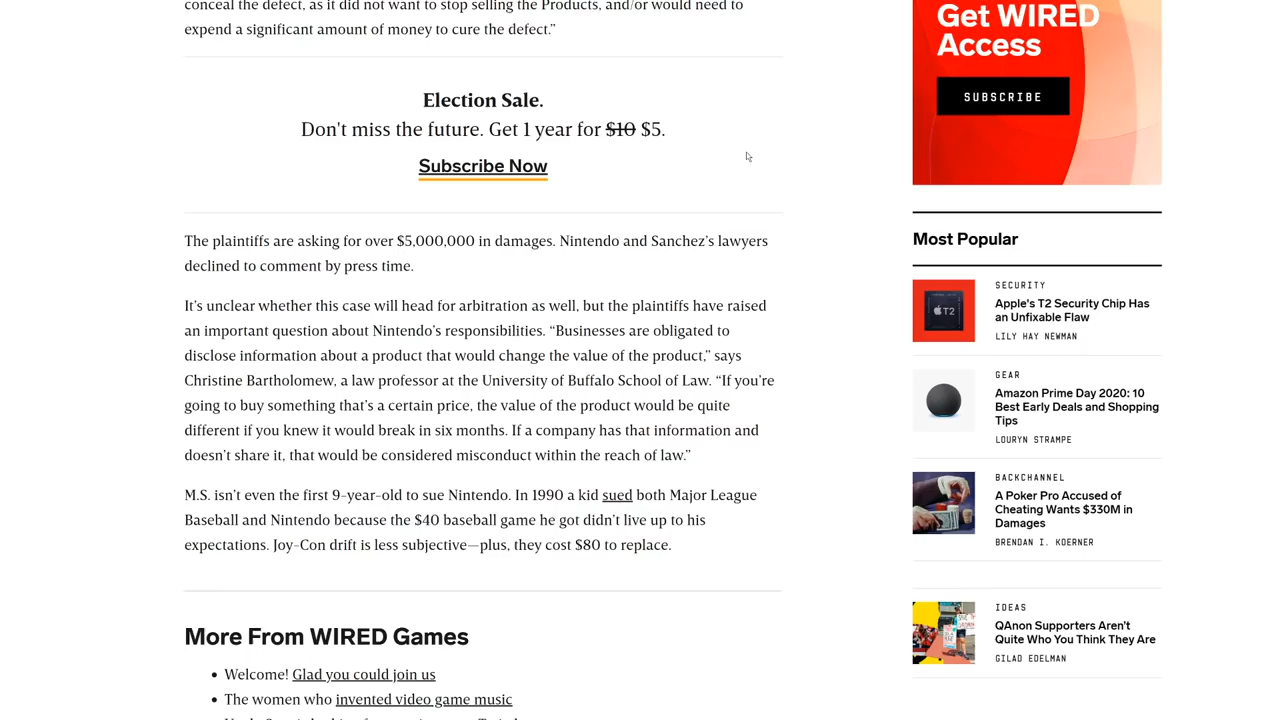 conceal the defect, as it did not want to stop selling the Products, and/or would need to
expend a significant amount of money to cure the defect.”
Election Sale.
Don't miss the future. Get 1 year for $10 $5.
Subscribe Now
The plaintiffs are asking for over $5,000,000 in damages. Nintendo and Sanchez’s lawyers
declined to comment by press time.
It’s unclear whether this case will head for arbitration as well, but the plaintiffs have raised
an important question about Nintendo’s responsibilities. “Businesses are obligated to
disclose information about a product that would change the value of the product,” says
Christine Bartholomew, a law professor at the University of Buffalo School of Law. “If you’re
going to buy something that’s a certain price, the value of the product would be quite
different if you knew it would break in six months. If a company has that information and
doesn’t share it, that would be considered misconduct within the reach of law.”
M.S. isn’t even the first 9-year-old to sue Nintendo. In 1990 a kid sued both Major League
Baseball and Nintendo because the $40 baseball game he got didn’t live up to his
expectations. Joy-Con drift is less subjective—plus, they cost $80 to replace.
More From WIRED Games
Welcome! Glad you could join us
The women who invented video game music
Get WIRED
Access
SUBSCRIBE
Most Popular
SECURITY
Apple's T2 Security Chip Has
an Unfixable Flaw
LILY HAY NEWMAN
T2
GEAR
Amazon Prime Day 2020: 10
Best Early Deals and Shopping
Tips
LOURYN STRAMPE
BACKCHANNEL
A Poker Pro Accused of
Cheating Wants $330M in
Damages
BRENDAN I. KOERNER
IDEAS
QAnon Supporters Aren't
Quite Who You Think They Are
GILAD EDELMAN